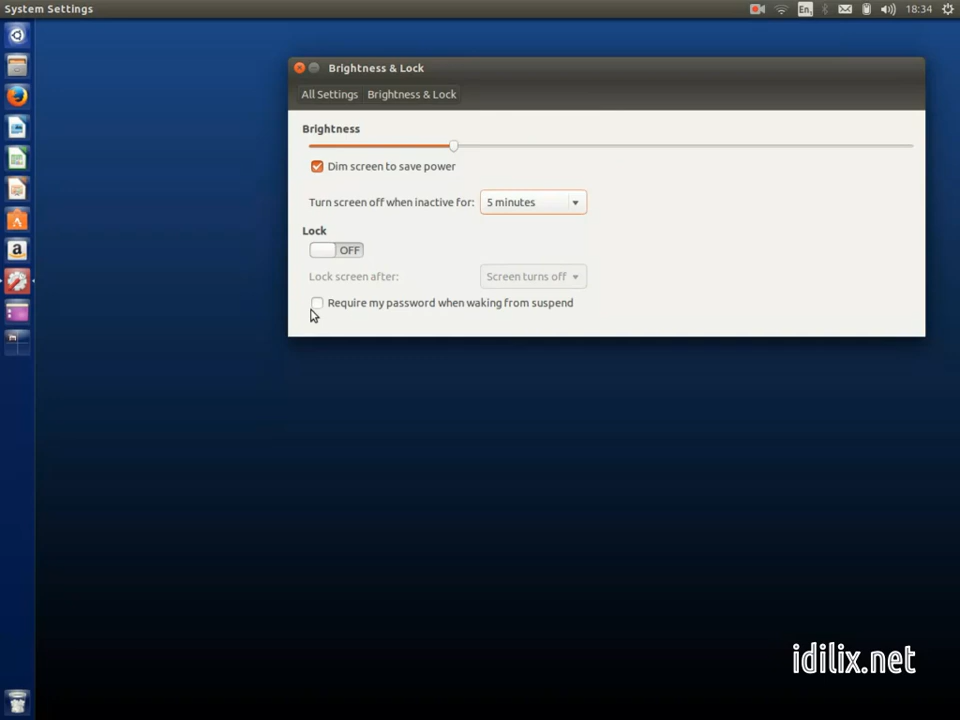 System Settings
En
18:34
Brightness & Lock
All Settings Brightness & Lock
Brightness
Dim screen to save power
Turn screen off when inactive for: 5 minutes
Lock
OFF
Lock screen after: Screen turns off
Require my password when waking from suspend
idilix.net